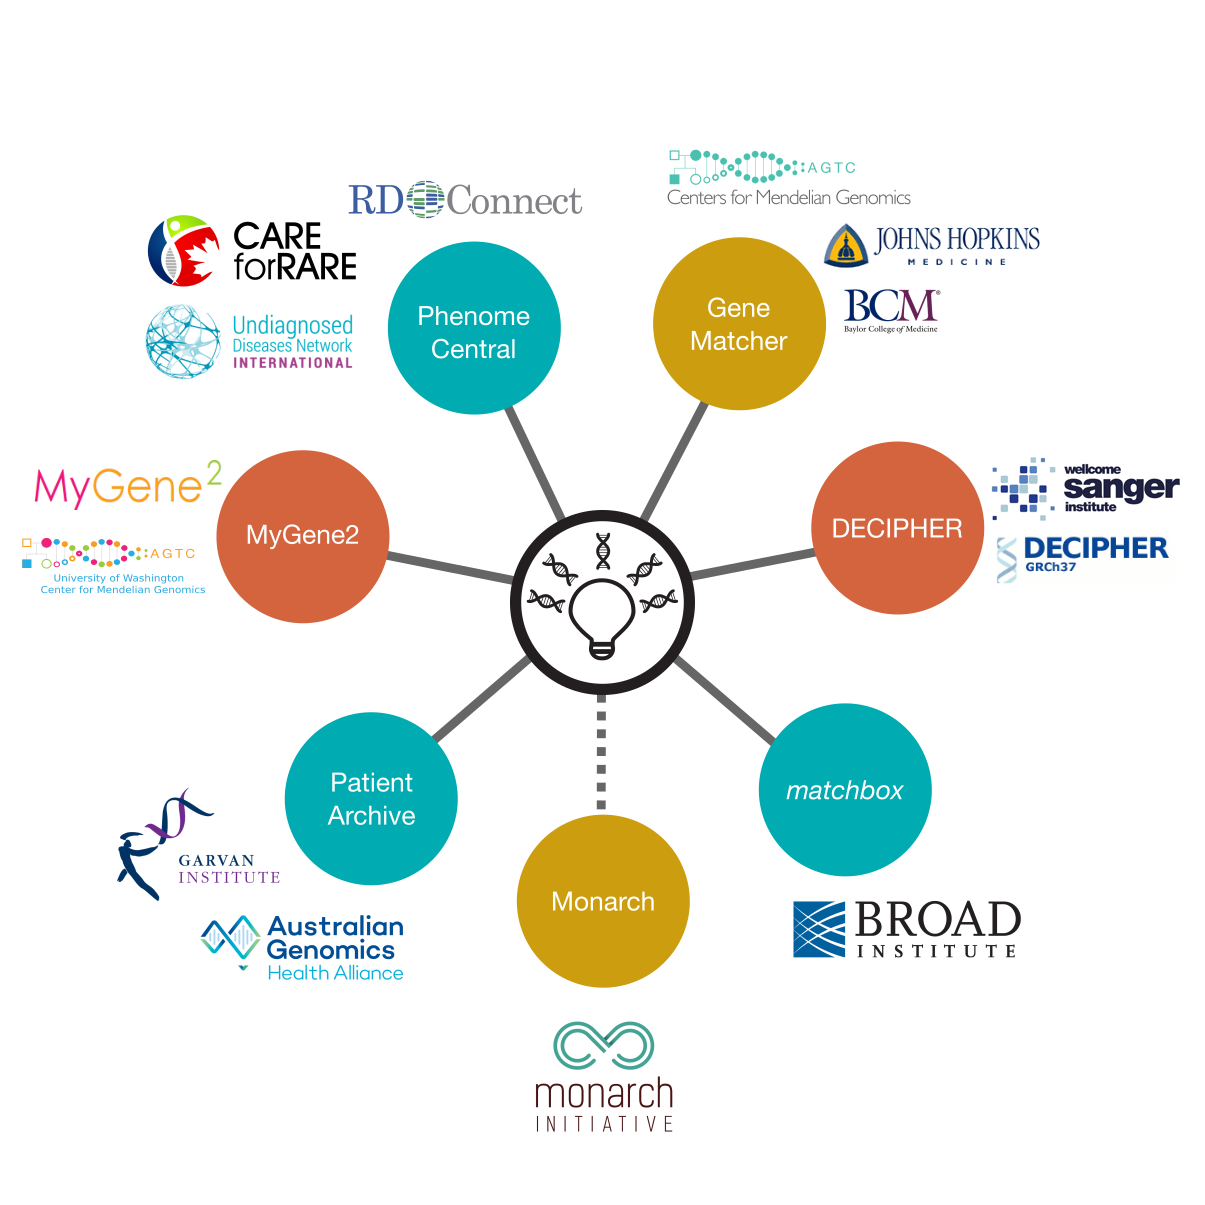 AGTC
Centers for Mendelian Genomics
RD Connect
CARE
forRARE
JOHNS HOPKINS
MEDICINE
BCM®
Baylor College of Medicine
Undiagnosed
Diseases Network
INTERNATIONAL
Phenome
Central
Gene
Matcher
MyGene2
AGTC
University of Washington
Center for Mendelian Genomics
MyGene2
DECIPHER
wellcome
sanger
institute
DECIPHER
GRCh37
Patient
Archive
matchbox
GARVAN
INSTITUTE
Australian
Genomics
Health Alliance
Monarch
BROAD
INSTITUTE
monarch
INITIATIVE